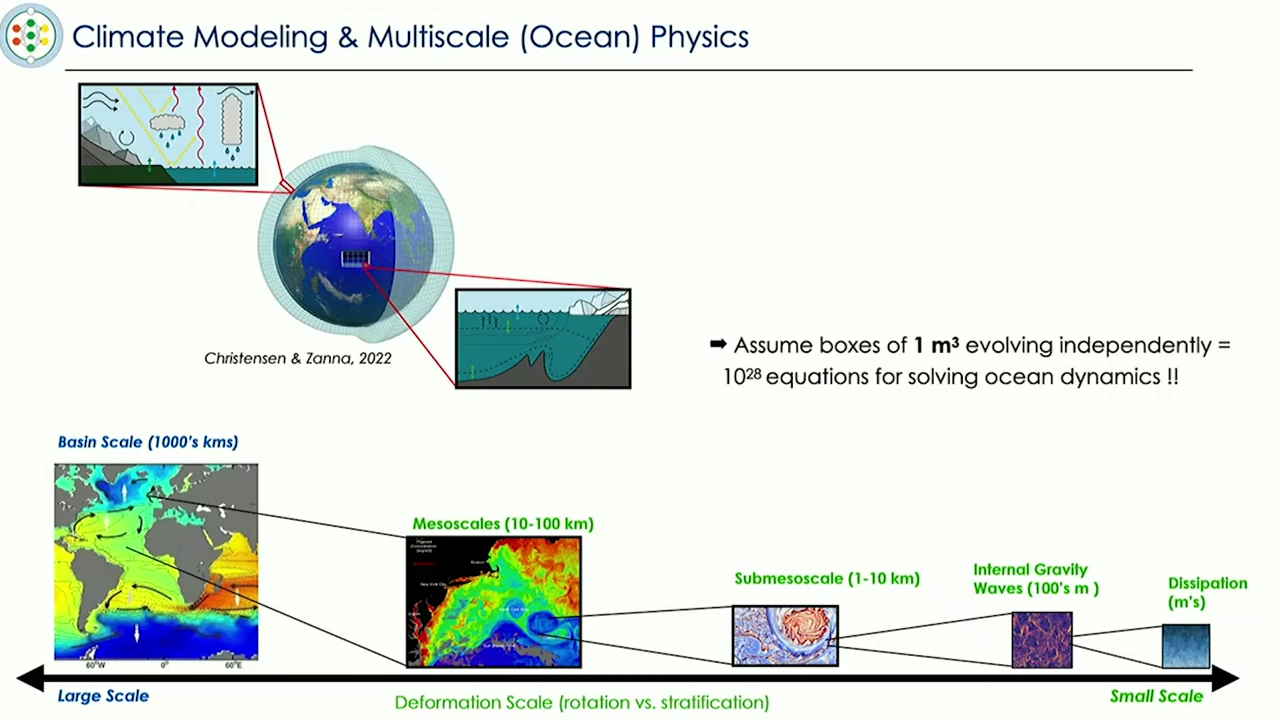 Climate Modeling & Multiscale (Ocean) Physics
Christensen & Zanna, 2022
➡ Assume boxes of 1 m³ evolving independently =
10²⁸ equations for solving ocean dynamics !!
Basin Scale (1000's kms)
Mesoscales (10-100 km)
Submesoscale (1-10 km)
Internal Gravity
Waves (100's m )
Dissipation
(m's)
60°W 0° 60°E
Large Scale
Deformation Scale (rotation vs. stratification)
Small Scale